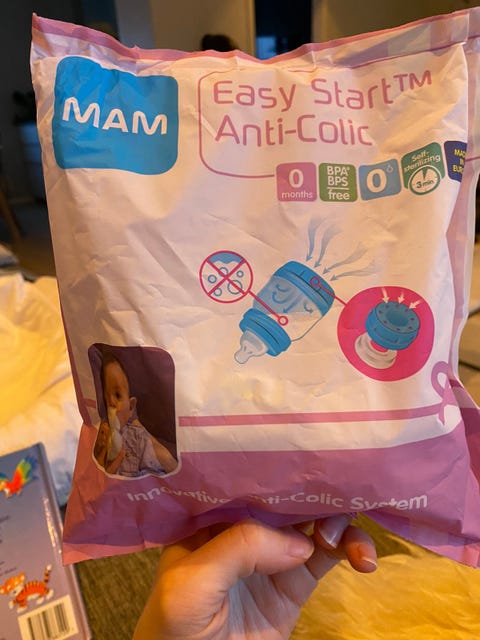 MAM
Easy Start™
Anti-Colic
0
months
BPA*
BPS
free
0
Self-
sterilizing
3 min
Innovative Anti-Colic System